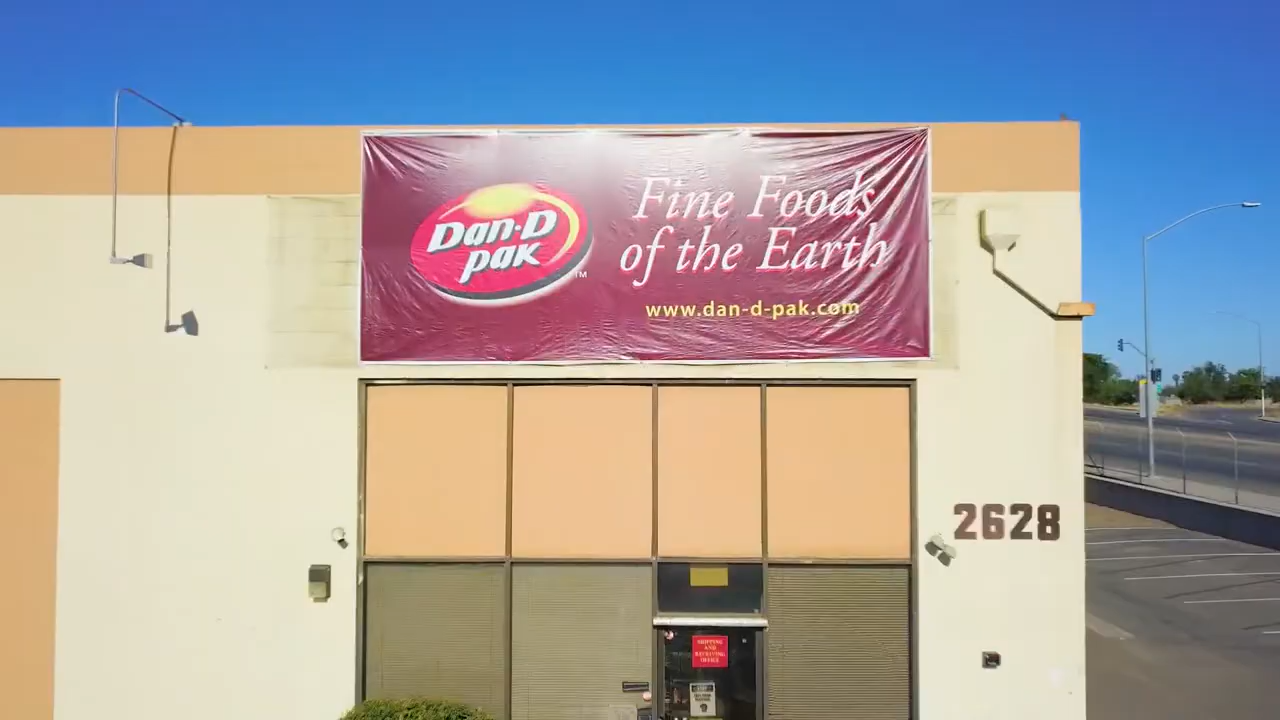 Dan-D
pak
TM
Fine Foods
of the Earth
www.dan-d-pak.com
2628
SHIPPING
AND
RECEIVING
OFFICE